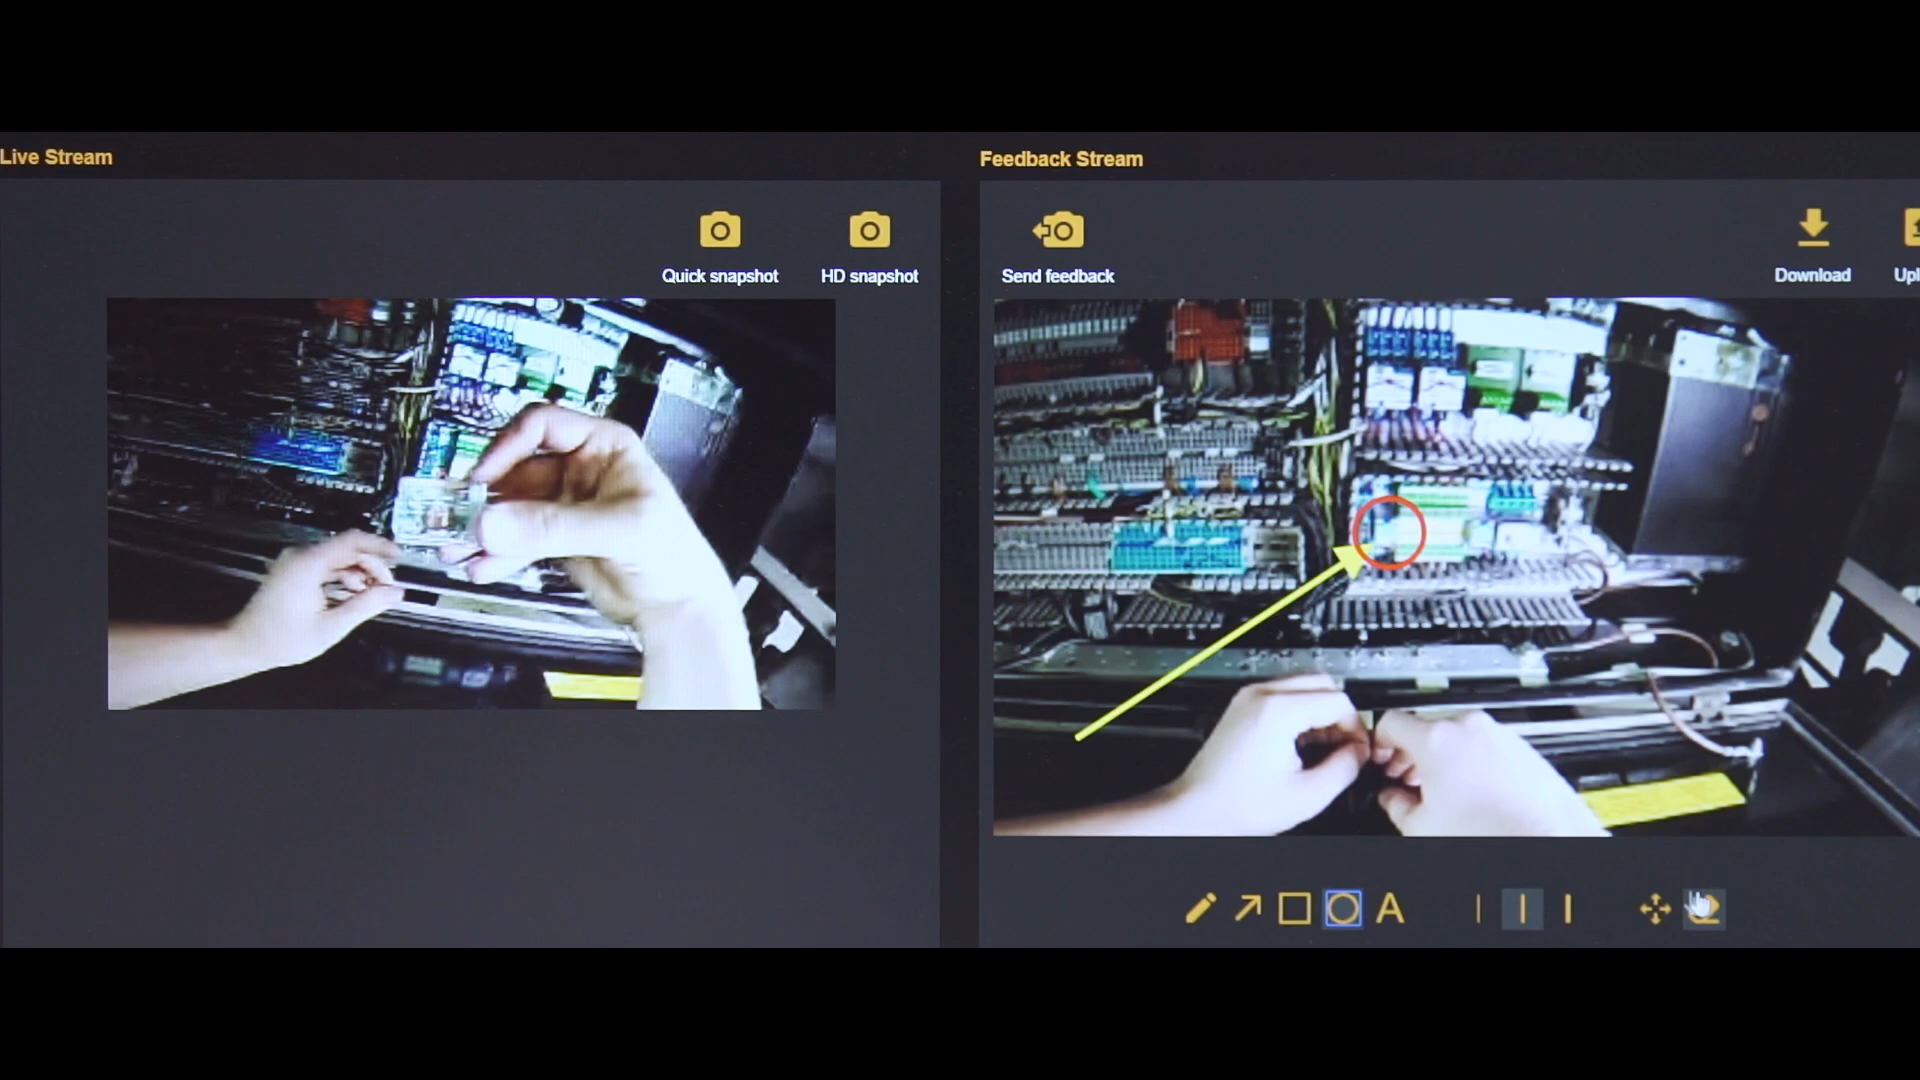 Live Stream
Feedback Stream
Quick snapshot
HD snapshot
Send feedback
Download
Upl